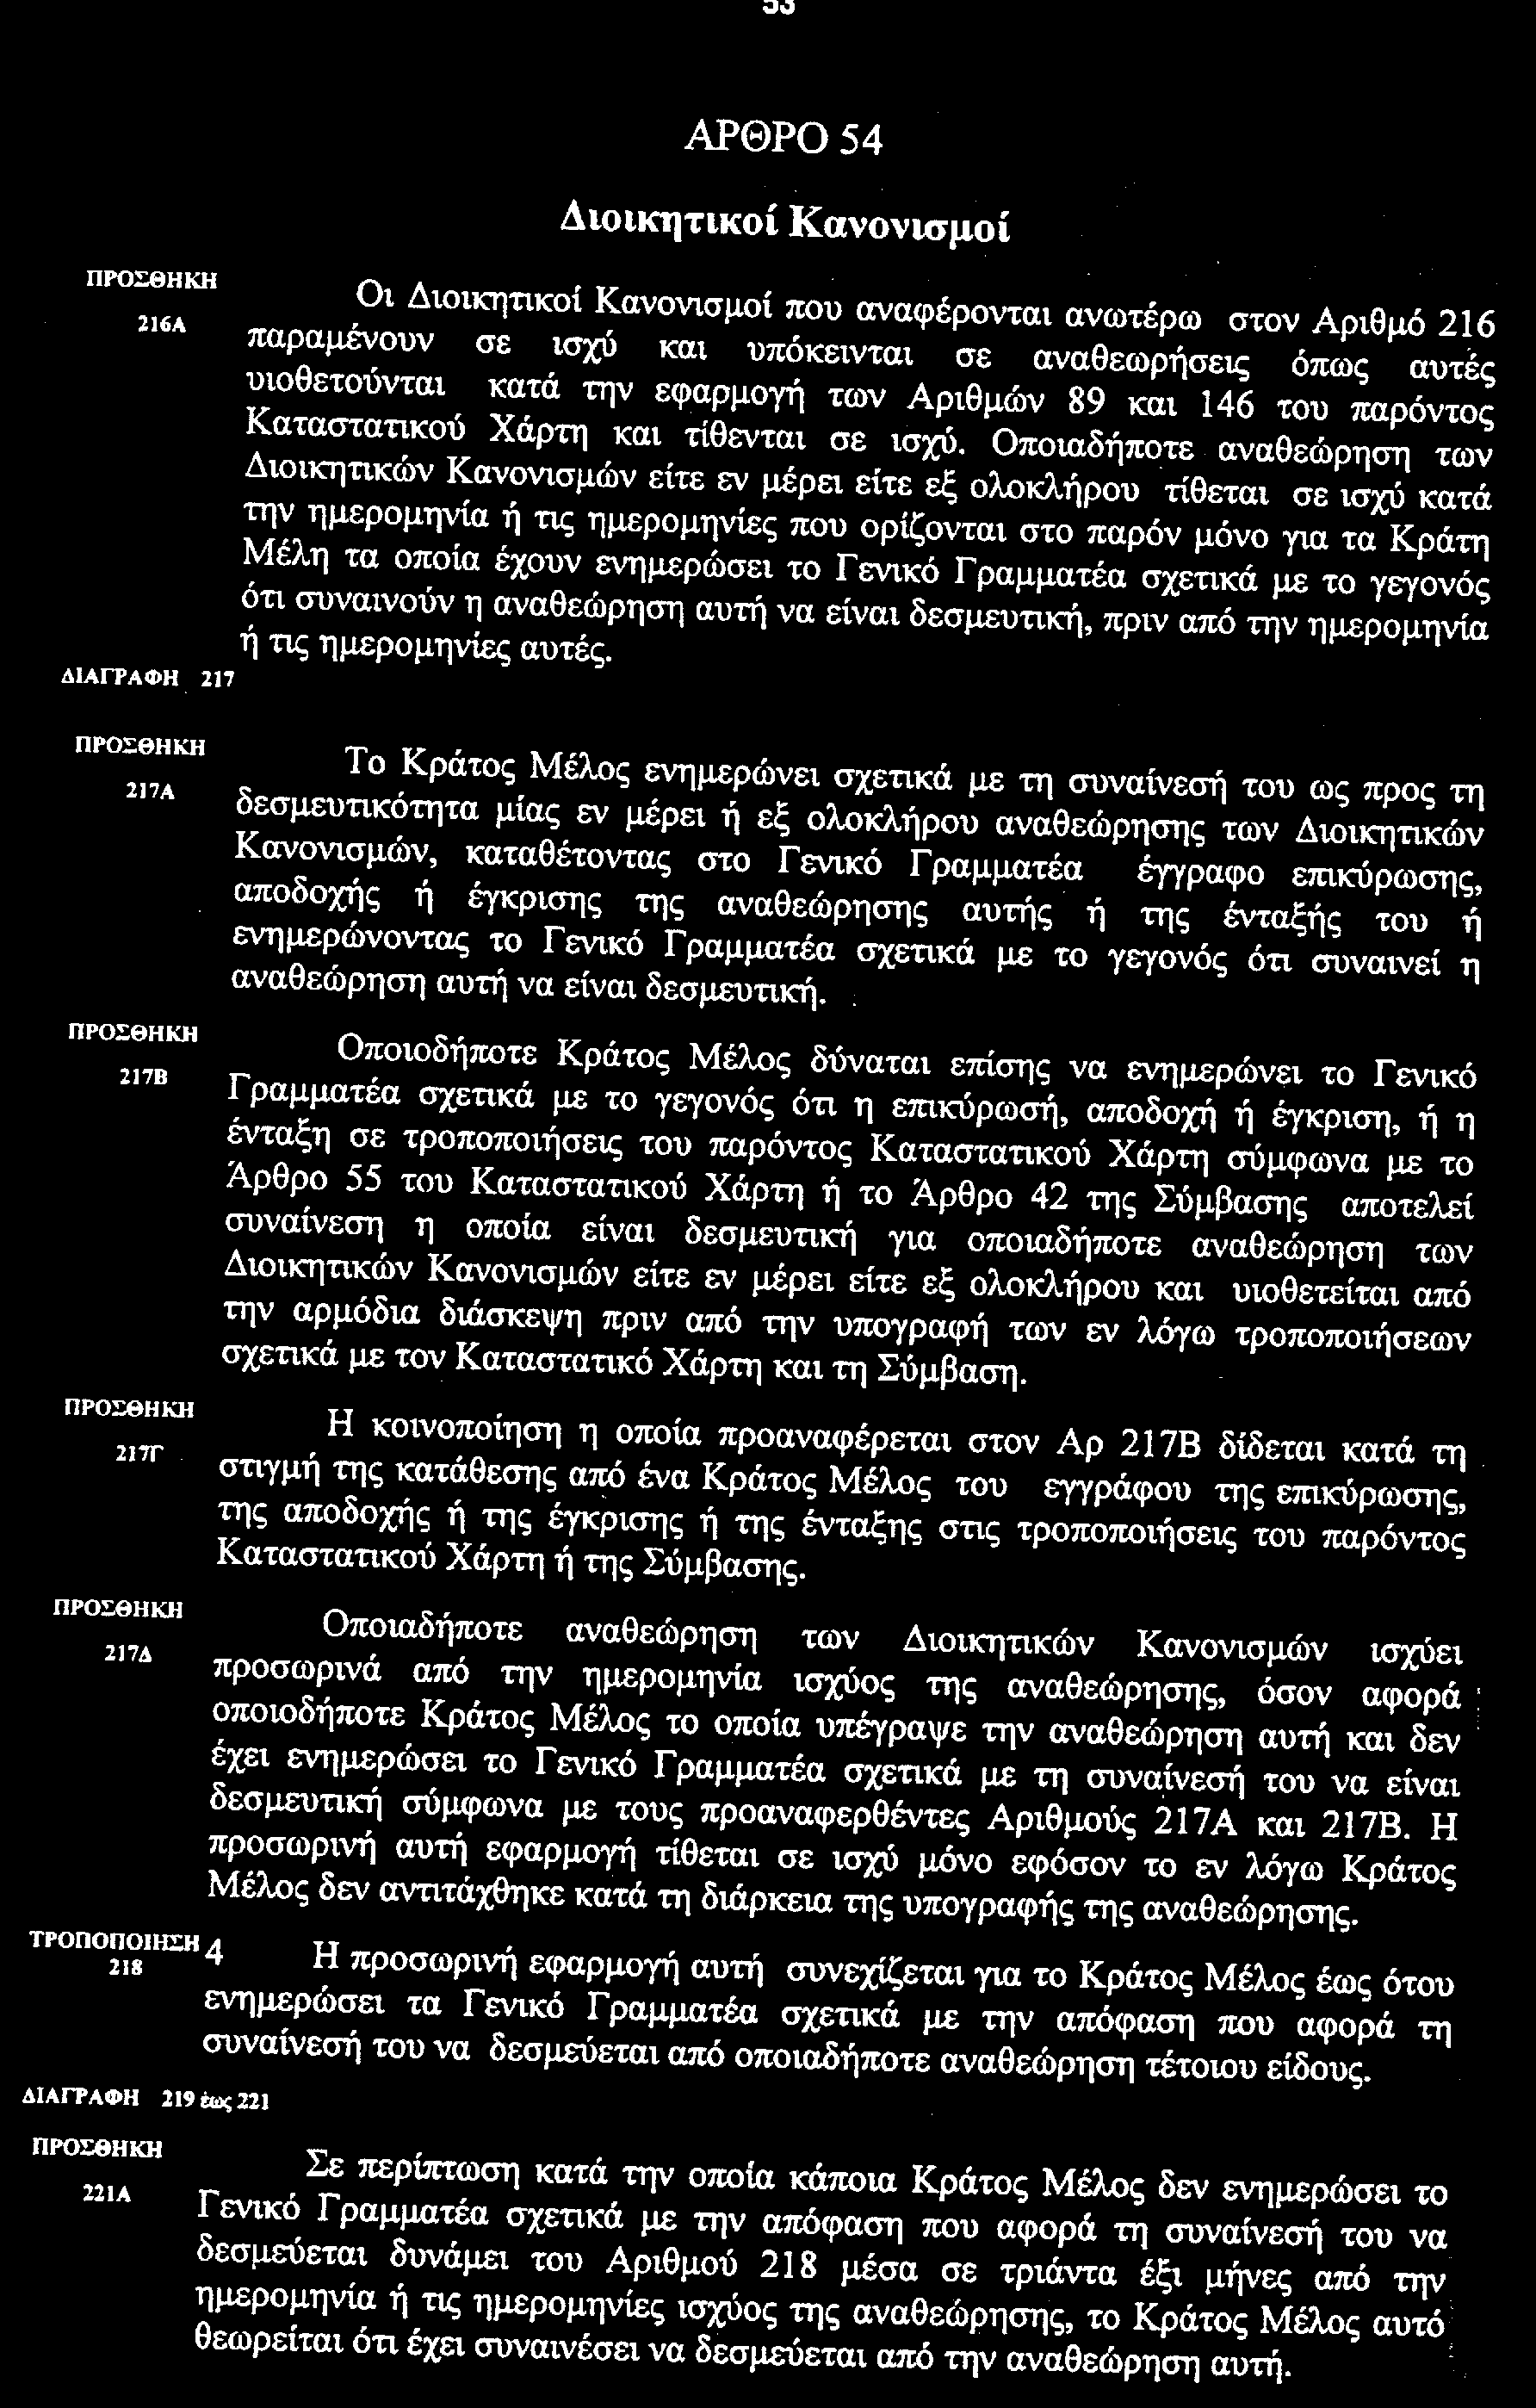 53
ΑΡΘΡΟ 54
Διοικητικοί Κανονισμοί
ΠΡΟΣΘΗΚΗ
216Α
Οι Διοικητικοί Κανονισμοί που αναφέρονται ανωτέρω στον Αριθμό 216
παραμένουν σε ισχύ και υπόκεινται σε αναθεωρήσεις όπως αυτές
υιοθετούνται κατά την εφαρμογή των Αριθμών 89 και 146 του παρόντος
Καταστατικού Χάρτη και τίθενται σε ισχύ. Οποιαδήποτε αναθεώρηση των
Διοικητικών Κανονισμών είτε εν μέρει είτε εξ ολοκλήρου τίθεται σε ισχύ κατά
την ημερομηνία ή τις ημερομηνίες που ορίζονται στο παρόν μόνο για τα Κράτη
Μέλη τα οποία έχουν ενημερώσει το Γενικό Γραμματέα σχετικά με το γεγονός
ότι συναινούν η αναθεώρηση αυτή να είναι δεσμευτική, πριν από την ημερομηνία
ή τις ημερομηνίες αυτές.
ΔΙΑΓΡΑΦΗ 217
ΠΡΟΣΘΗΚΗ
217Α
Το Κράτος Μέλος ενημερώνει σχετικά με τη συναίνεσή του ως προς τη
δεσμευτικότητα μίας εν μέρει ή εξ ολοκλήρου αναθεώρησης των Διοικητικών
Κανονισμών, καταθέτοντας στο Γενικό Γραμματέα έγγραφο επικύρωσης,
αποδοχής ή έγκρισης της αναθεώρησης αυτής ή της ένταξής του ή
ενημερώνοντας το Γενικό Γραμματέα σχετικά με το γεγονός ότι συναινεί η
αναθεώρηση αυτή να είναι δεσμευτική.
ΠΡΟΣΘΗΚΗ
217Β
Οποιοδήποτε Κράτος Μέλος δύναται επίσης να ενημερώνει το Γενικό
Γραμματέα σχετικά με το γεγονός ότι η επικύρωσή, αποδοχή ή έγκριση, ή η
ένταξη σε τροποποιήσεις του παρόντος Καταστατικού Χάρτη σύμφωνα με το
Άρθρο 55 του Καταστατικού Χάρτη ή το Άρθρο 42 της Σύμβασης αποτελεί
συναίνεση η οποία είναι δεσμευτική για οποιαδήποτε αναθεώρηση των
Διοικητικών Κανονισμών είτε εν μέρει είτε εξ ολοκλήρου και υιοθετείται από
την αρμόδια διάσκεψη πριν από την υπογραφή των εν λόγω τροποποιήσεων
σχετικά με τον Καταστατικό Χάρτη και τη Σύμβαση.
ΠΡΟΣΘΗΚΗ
217Γ
Η κοινοποίηση η οποία προαναφέρεται στον Αρ 217Β δίδεται κατά τη
στιγμή της κατάθεσης από ένα Κράτος Μέλος του εγγράφου της επικύρωσης,
της αποδοχής ή της έγκρισης ή της ένταξης στις τροποποιήσεις του παρόντος
Καταστατικού Χάρτη ή της Σύμβασης.
ΠΡΟΣΘΗΚΗ
217Δ
Οποιαδήποτε αναθεώρηση των Διοικητικών Κανονισμών ισχύει
προσωρινά από την ημερομηνία ισχύος της αναθεώρησης, όσον αφορά
οποιοδήποτε Κράτος Μέλος το οποία υπέγραψε την αναθεώρηση αυτή και δεν
έχει ενημερώσει το Γενικό Γραμματέα σχετικά με τη συναίνεσή του να είναι
δεσμευτική σύμφωνα με τους προαναφερθέντες Αριθμούς 217Α και 217Β. Η
προσωρινή αυτή εφαρμογή τίθεται σε ισχύ μόνο εφόσον το εν λόγω Κράτος
Μέλος δεν αντιτάχθηκε κατά τη διάρκεια της υπογραφής της αναθεώρησης.
ΤΡΟΠΟΠΟΙΗΣΗ
218
4 Η προσωρινή εφαρμογή αυτή συνεχίζεται για το Κράτος Μέλος έως ότου
ενημερώσει τα Γενικό Γραμματέα σχετικά με την απόφαση που αφορά τη
συναίνεσή του να δεσμεύεται από οποιαδήποτε αναθεώρηση τέτοιου είδους.
ΔΙΑΓΡΑΦΗ 219 έως 221
ΠΡΟΣΘΗΚΗ
221Α
Σε περίπτωση κατά την οποία κάποια Κράτος Μέλος δεν ενημερώσει το
Γενικό Γραμματέα σχετικά με την απόφαση που αφορά τη συναίνεσή του να
δεσμεύεται δυνάμει του Αριθμού 218 μέσα σε τριάντα έξι μήνες από την
ημερομηνία ή τις ημερομηνίες ισχύος της αναθεώρησης, το Κράτος Μέλος αυτό
θεωρείται ότι έχει συναινέσει να δεσμεύεται από την αναθεώρηση αυτή.